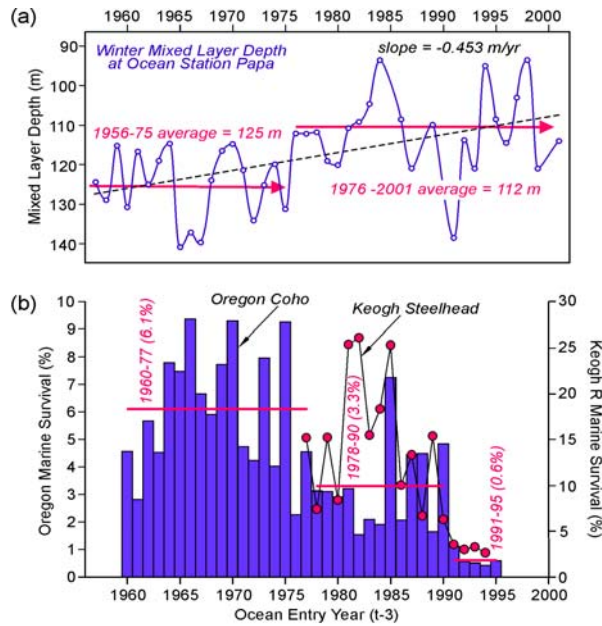 (a)
1960 1965 1970 1975 1980 1985 1990 1995 2000
Winter Mixed Layer Depth
at Ocean Station Papa
slope = -0.453 m/yr
90
100
110
120
130
140
Mixed Layer Depth (m)
1956-75 average = 125 m
1976 -2001 average = 112 m
(b)
Oregon Coho
Keogh Steelhead
1960-77 (6.1%)
1978-90 (3.3%)
1991-95 (0.6%)
10
9
8
7
6
5
4
3
2
1
0
Oregon Marine Survival (%)
30
25
20
15
10
5
0
Keogh R Marine Survival (%)
1960 1965 1970 1975 1980 1985 1990 1995 2000
Ocean Entry Year (t-3)